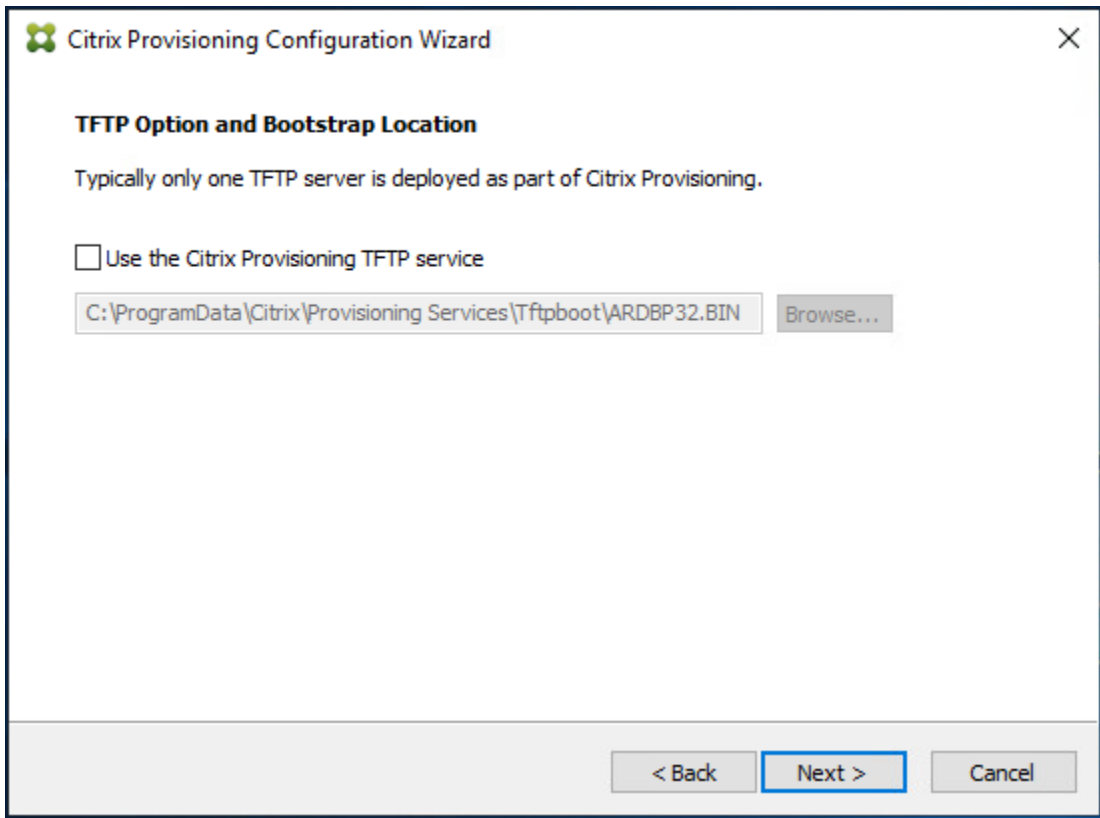 Citrix Provisioning Configuration Wizard
TFTP Option and Bootstrap Location
Typically only one TFTP server is deployed as part of Citrix Provisioning.
Use the Citrix Provisioning TFTP service
C:\ProgramData\Citrix\Provisioning Services\Tftpboot\ARDBP32.BIN
Browse...
< Back
Next >
Cancel